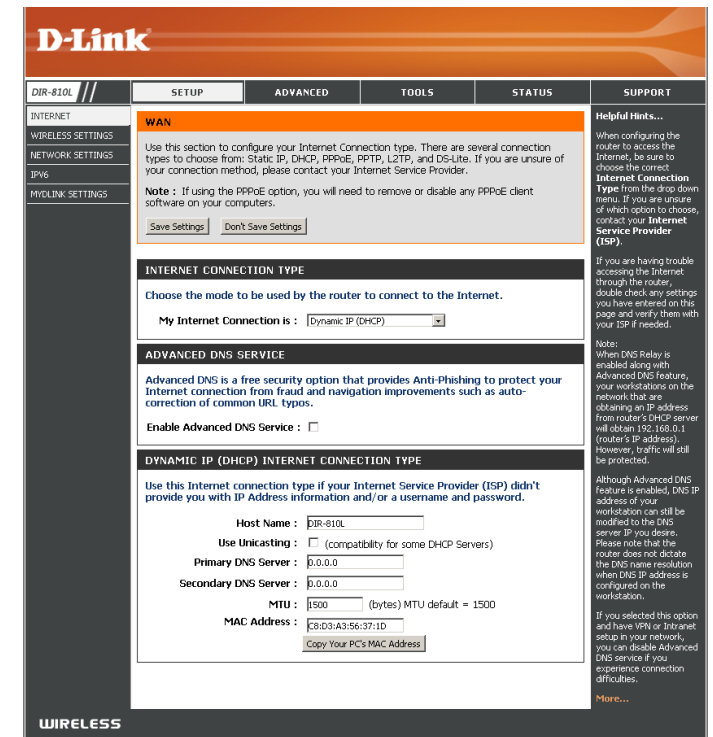 D-Link
DIR-810L
SETUP
ADVANCED
TOOLS
STATUS
SUPPORT
INTERNET
WIRELESS SETTINGS
NETWORK SETTINGS
IPV6
MYDLINK SETTINGS
WAN
Use this section to configure your Internet Connection type. There are several connection
types to choose from: Static IP, DHCP, PPPoE, PPTP, L2TP, and DS-Lite. If you are unsure of
your connection method, please contact your Internet Service Provider.
Note : If using the PPPoE option, you will need to remove or disable any PPPoE client
software on your computers.
Save Settings
Don't Save Settings
INTERNET CONNECTION TYPE
Choose the mode to be used by the router to connect to the Internet.
My Internet Connection is : Dynamic IP (DHCP)
ADVANCED DNS SERVICE
Advanced DNS is a free security option that provides Anti-Phishing to protect your
Internet connection from fraud and navigation improvements such as auto-
correction of common URL typos.
Enable Advanced DNS Service :
DYNAMIC IP (DHCP) INTERNET CONNECTION TYPE
Use this Internet connection type if your Internet Service Provider (ISP) didn't
provide you with IP Address information and/or a username and password.
Host Name : DIR-810L
Use Unicasting : (compatibility for some DHCP Servers)
Primary DNS Server : 0.0.0.0
Secondary DNS Server : 0.0.0.0
MTU : 1500 (bytes) MTU default = 1500
MAC Address : C8:D3:A3:56:37:1D
Copy Your PC's MAC Address
Helpful Hints...
When configuring the
router to access the
Internet, be sure to
choose the correct
Internet Connection
Type from the drop down
menu. If you are unsure
of which option to choose,
contact your Internet
Service Provider
(ISP).
If you are having trouble
accessing the Internet
through the router,
double check any settings
you have entered on this
page and verify them with
your ISP if needed.
Note:
When DNS Relay is
enabled along with
Advanced DNS feature,
your workstations on the
network that are
obtaining an IP address
from router's DHCP server
will obtain 192.168.0.1
(router's IP address).
However, traffic will still
be protected.
Although Advanced DNS
feature is enabled, DNS IP
address of your
workstation can still be
modified to the DNS
server IP you desire.
Please note that the
router does not dictate
the DNS name resolution
when DNS IP address is
configured on the
workstation.
If you selected this option
and have VPN or Intranet
setup in your network,
you can disable Advanced
DNS service if you
experience connection
difficulties.
More...
WIRELESS